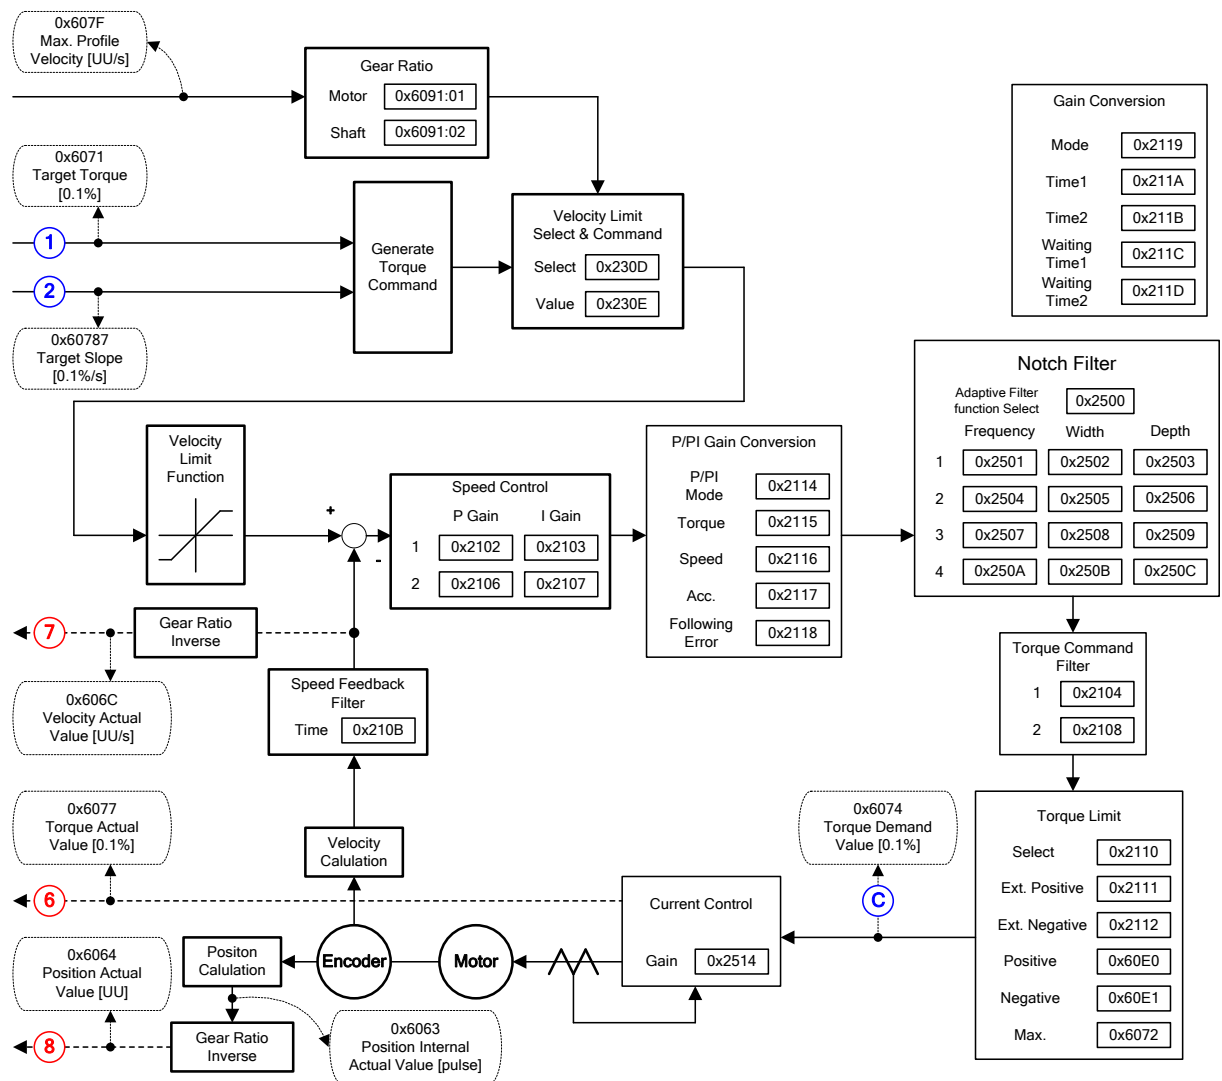 0x607F
Max. Profile
Velocity [UU/s]
Gear Ratio
Motor 0x6091:01
Shaft 0x6091:02
Gain Conversion
Mode 0x2119
Time1 0x211A
Time2 0x211B
Waiting
Time1 0x211C
Waiting
Time2 0x211D
0x6071
Target Torque
[0.1%]
1
2
0x60787
Target Slope
[0.1%/s]
Generate
Torque
Command
Velocity Limit
Select & Command
Select 0x230D
Value 0x230E
Notch Filter
Adaptive Filter
function Select 0x2500
Frequency Width Depth
1 0x2501 0x2502 0x2503
2 0x2504 0x2505 0x2506
3 0x2507 0x2508 0x2509
4 0x250A 0x250B 0x250C
Velocity
Limit
Function
+
-
Speed Control
P Gain I Gain
1 0x2102 0x2103
2 0x2106 0x2107
P/PI Gain Conversion
P/PI
Mode 0x2114
Torque 0x2115
Speed 0x2116
Acc. 0x2117
Following
Error 0x2118
7
Gear Ratio
Inverse
0x606C
Velocity Actual
Value [UU/s]
Speed Feedback
Filter
Time 0x210B
Torque Command
Filter
1 0x2104
2 0x2108
0x6077
Torque Actual
Value [0.1%]
Velocity
Calulation
0x6074
Torque Demand
Value [0.1%]
Torque Limit
Select 0x2110
Ext. Positive 0x2111
Ext. Negative 0x2112
Positive 0x60E0
Negative 0x60E1
Max. 0x6072
6
C
Current Control
Gain 0x2514
0x6064
Position Actual
Value [UU]
Positon
Calulation
Encoder
Motor
8
Gear Ratio
Inverse
0x6063
Position Internal
Actual Value [pulse]